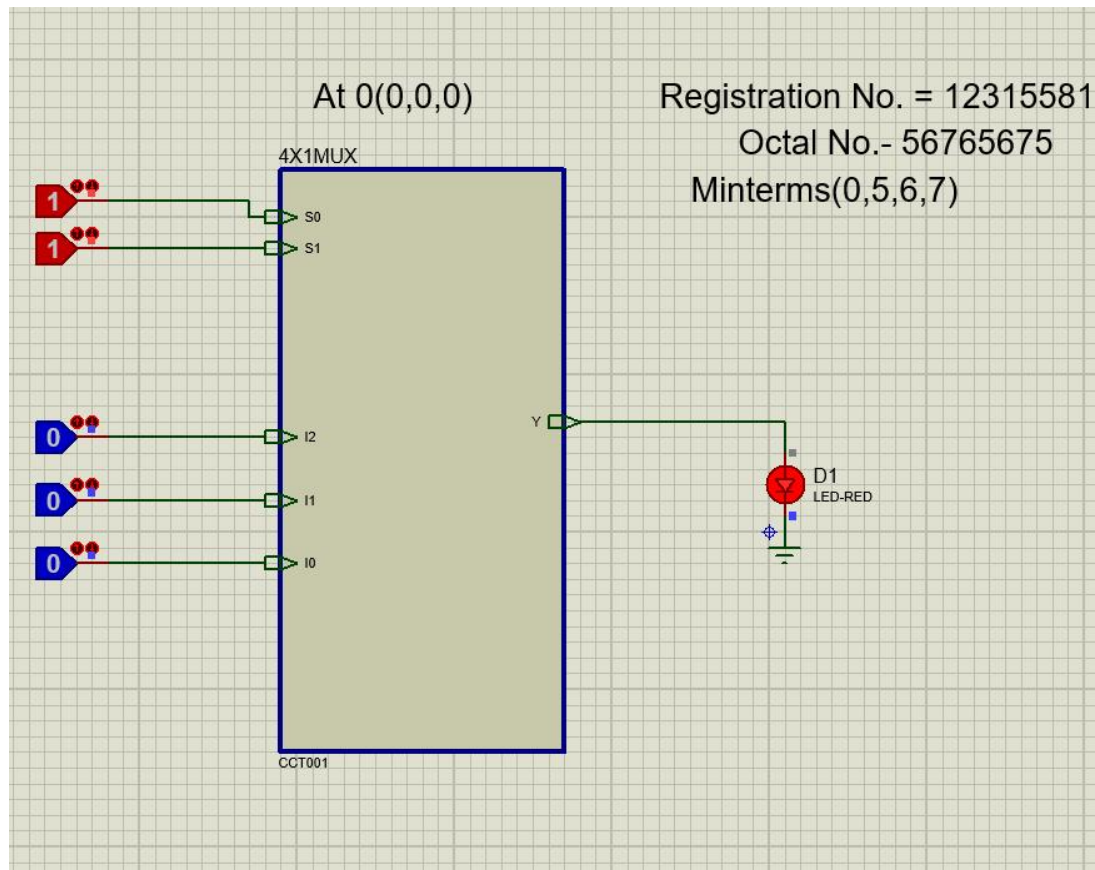 At 0(0,0,0)
Registration No. = 12315581
Octal No.- 56765675
Minterms(0,5,6,7)
4X1MUX
1
S0
1
S1
0
I2
Y
0
I1
D1
LED-RED
0
I0
CCT001